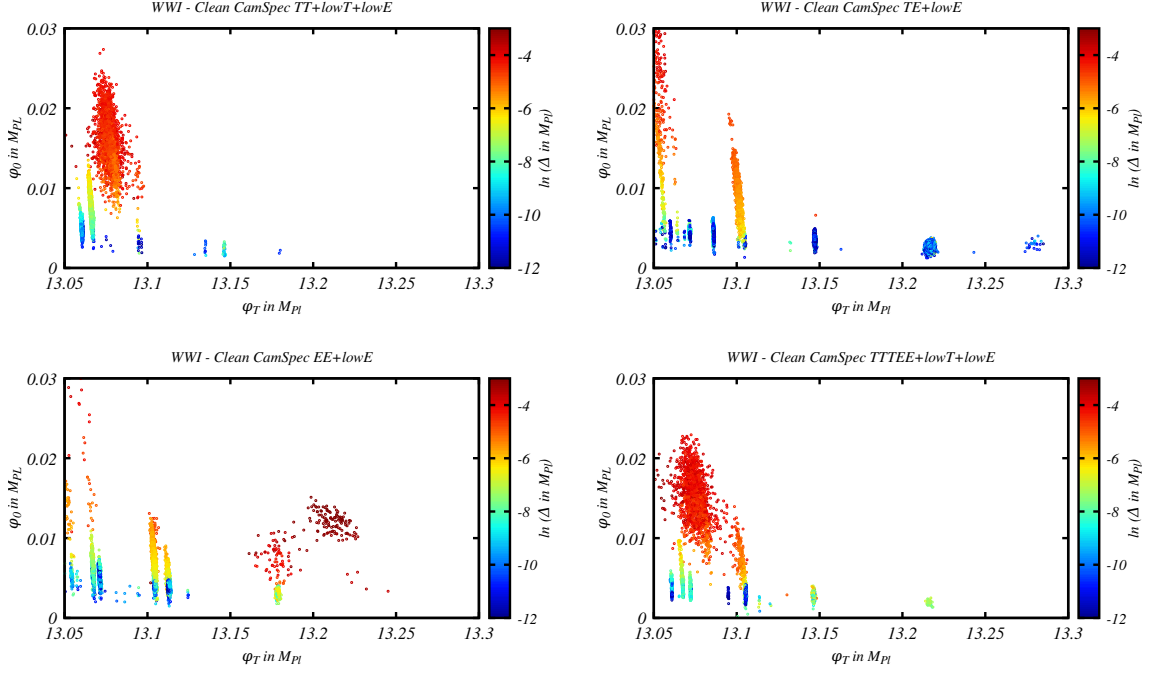 WWI - Clean CamSpec TT+lowT+lowE
0.03
0.02
0.01
0
13.05 13.1 13.15 13.2 13.25 13.3
φ0 in MPL
φT in MPl
-4
-6
-8
-10
-12
ln (Δ in MPl)
WWI - Clean CamSpec TE+lowE
0.03
0.02
0.01
0
13.05 13.1 13.15 13.2 13.25 13.3
φ0 in MPL
φT in MPl
-4
-6
-8
-10
-12
ln (Δ in MPl)
WWI - Clean CamSpec EE+lowE
0.03
0.02
0.01
0
13.05 13.1 13.15 13.2 13.25 13.3
φ0 in MPL
φT in MPl
-4
-6
-8
-10
-12
ln (Δ in MPl)
WWI - Clean CamSpec TTTEE+lowT+lowE
0.03
0.02
0.01
0
13.05 13.1 13.15 13.2 13.25 13.3
φ0 in MPL
φT in MPl
-4
-6
-8
-10
-12
ln (Δ in MPl)